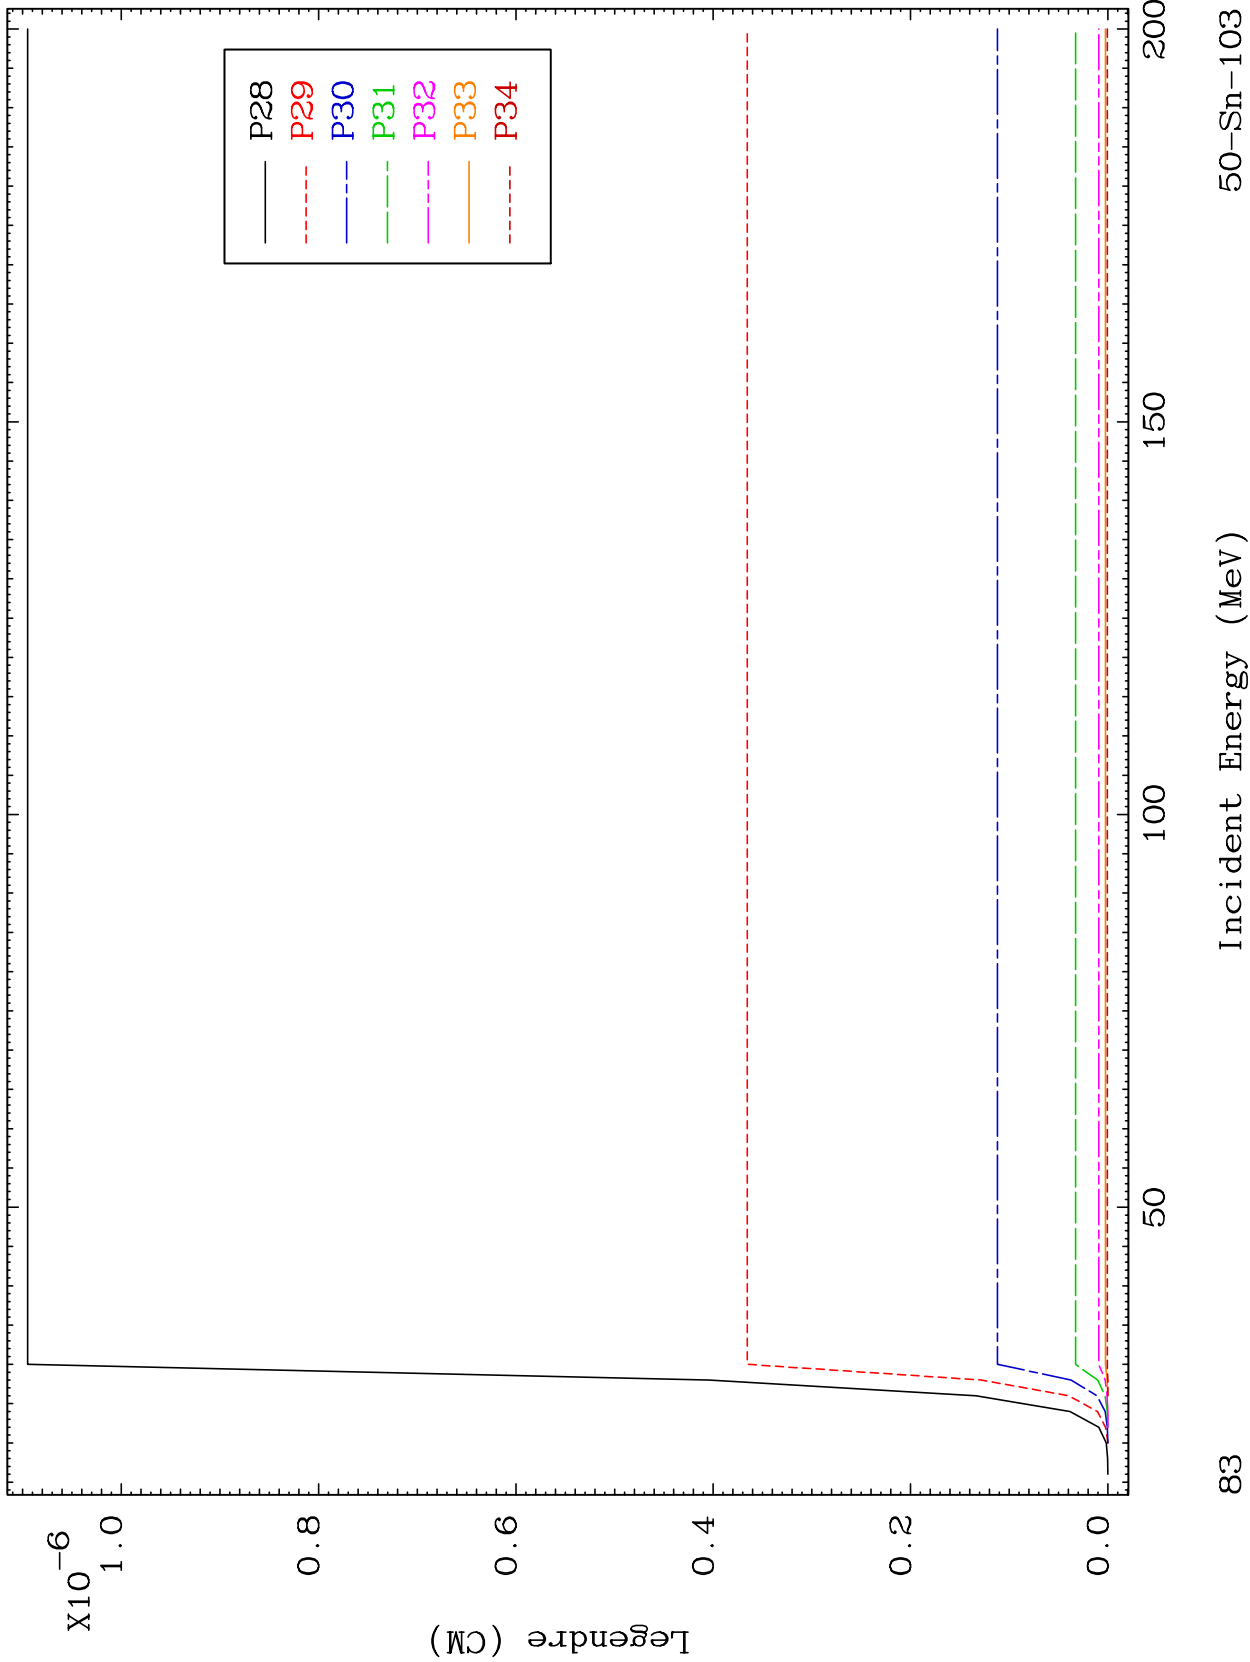 X10-6
1.0
0.8
0.6
0.4
0.2
0.0
Legendre (CM)
P28
P29
P30
P31
P32
P33
P34
50
100
150
200
Incident Energy (MeV)
83
50-Sn-103